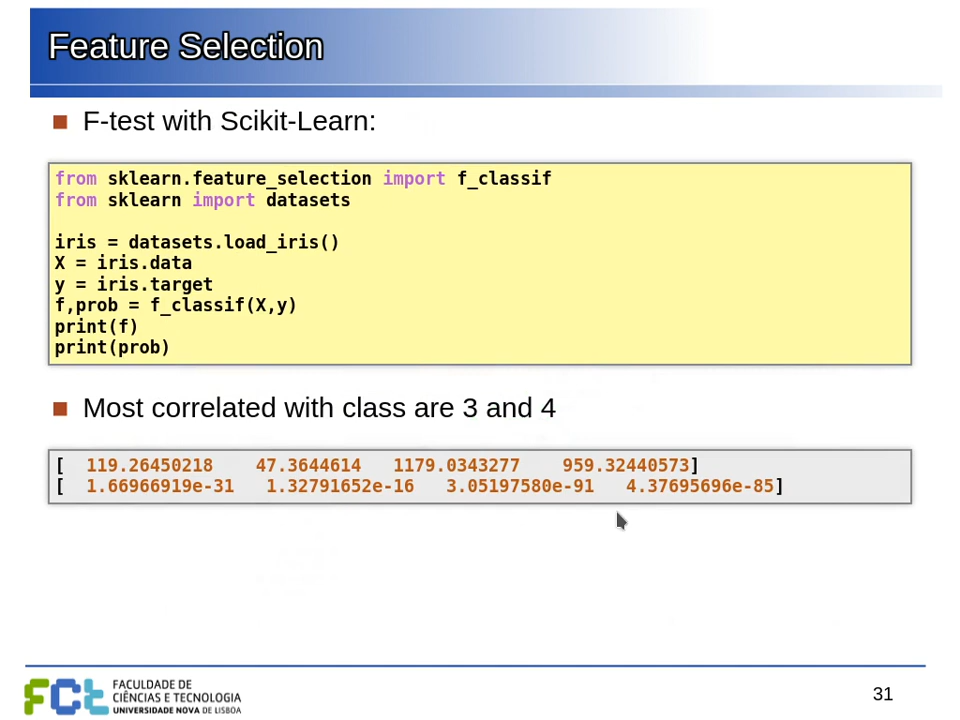 Feature Selection
F-test with Scikit-Learn:
from sklearn.feature_selection import f_classif
from sklearn import datasets
iris = datasets.load_iris()
X = iris.data
y = iris.target
f,prob = f_classif(X,y)
print(f)
print(prob)
Most correlated with class are 3 and 4
[ 119.26450218 47.3644614 1179.0343277 959.32440573]
[ 1.66966919e-31 1.32791652e-16 3.05197580e-91 4.37695696e-85]
FCt
FACULDADE DE
CIÊNCIAS E TECNOLOGIA
UNIVERSIDADE NOVA DE LISBOA
31